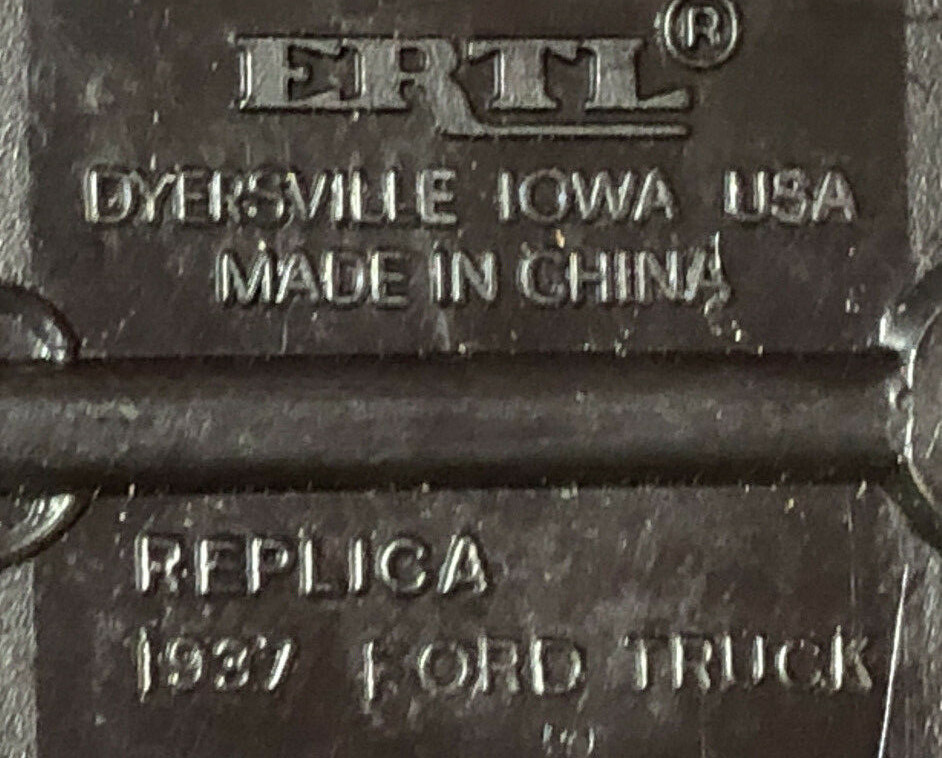 ERTL®
DYERSVILLE IOWA USA
MADE IN CHINA
REPLICA
1937 FORD TRUCK